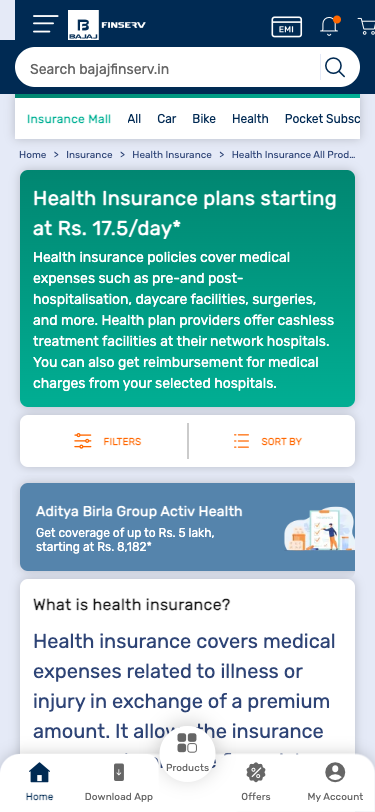 B
BAJAJ
FINSERV
EMI
Search bajajfinserv.in
Insurance Mall All Car Bike Health Pocket Subsc
Home > Insurance > Health Insurance > Health Insurance All Prod...
Health Insurance plans starting
at Rs. 17.5/day*
Health insurance policies cover medical
expenses such as pre-and post-
hospitalisation, daycare facilities, surgeries,
and more. Health plan providers offer cashless
treatment facilities at their network hospitals.
You can also get reimbursement for medical
charges from your selected hospitals.
FILTERS
SORT BY
Aditya Birla Group Activ Health
Get coverage of up to Rs. 5 lakh,
starting at Rs. 8,182*
What is health insurance?
Health insurance covers medical
expenses related to illness or
injury in exchange of a premium
amount. It allows the insurance
Products
Home
Download App
Offers
My Account